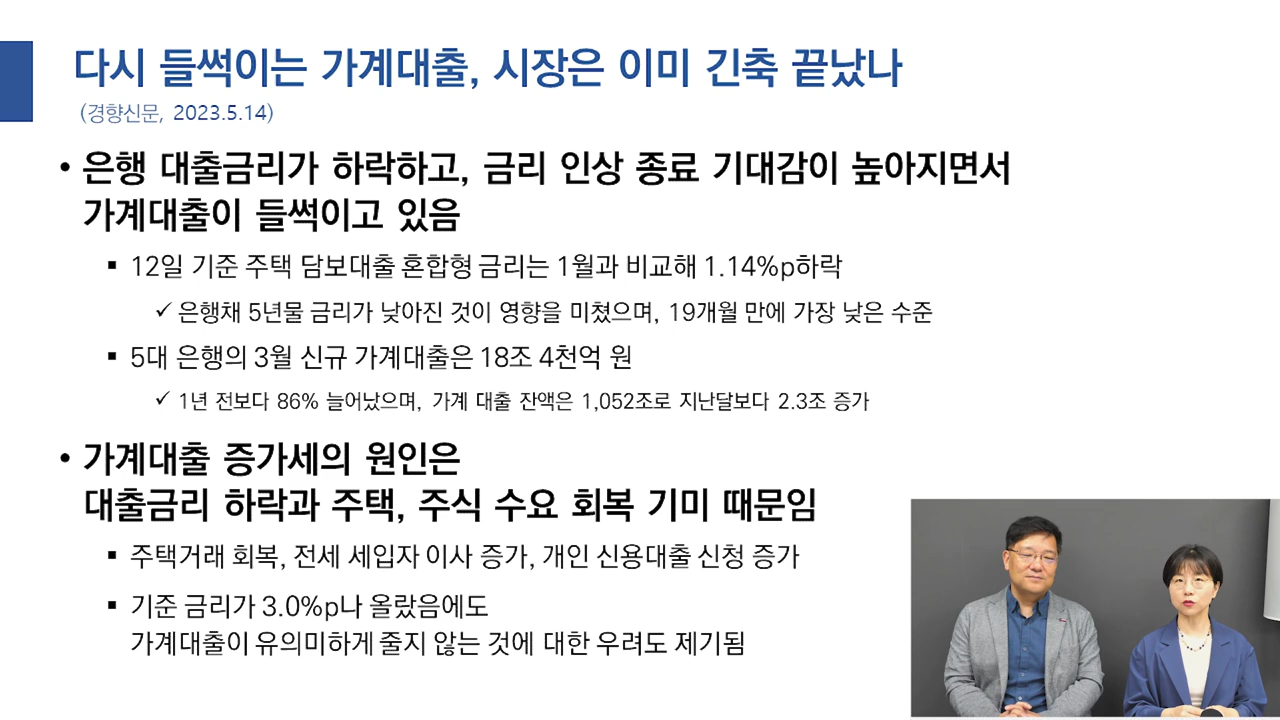 다시 들썩이는 가계대출, 시장은 이미 긴축 끝났나
(경향신문, 2023.5.14)
• 은행 대출금리가 하락하고, 금리 인상 종료 기대감이 높아지면서
가계대출이 들썩이고 있음
▪ 12일 기준 주택 담보대출 혼합형 금리는 1월과 비교해 1.14%p하락
✓ 은행채 5년물 금리가 낮아진 것이 영향을 미쳤으며, 19개월 만에 가장 낮은 수준
▪ 5대 은행의 3월 신규 가계대출은 18조 4천억 원
✓ 1년 전보다 86% 늘어났으며, 가계 대출 잔액은 1,052조로 지난달보다 2.3조 증가
• 가계대출 증가세의 원인은
대출금리 하락과 주택, 주식 수요 회복 기미 때문임
▪ 주택거래 회복, 전세 세입자 이사 증가, 개인 신용대출 신청 증가
▪ 기준 금리가 3.0%p나 올랐음에도
가계대출이 유의미하게 줄지 않는 것에 대한 우려도 제기됨